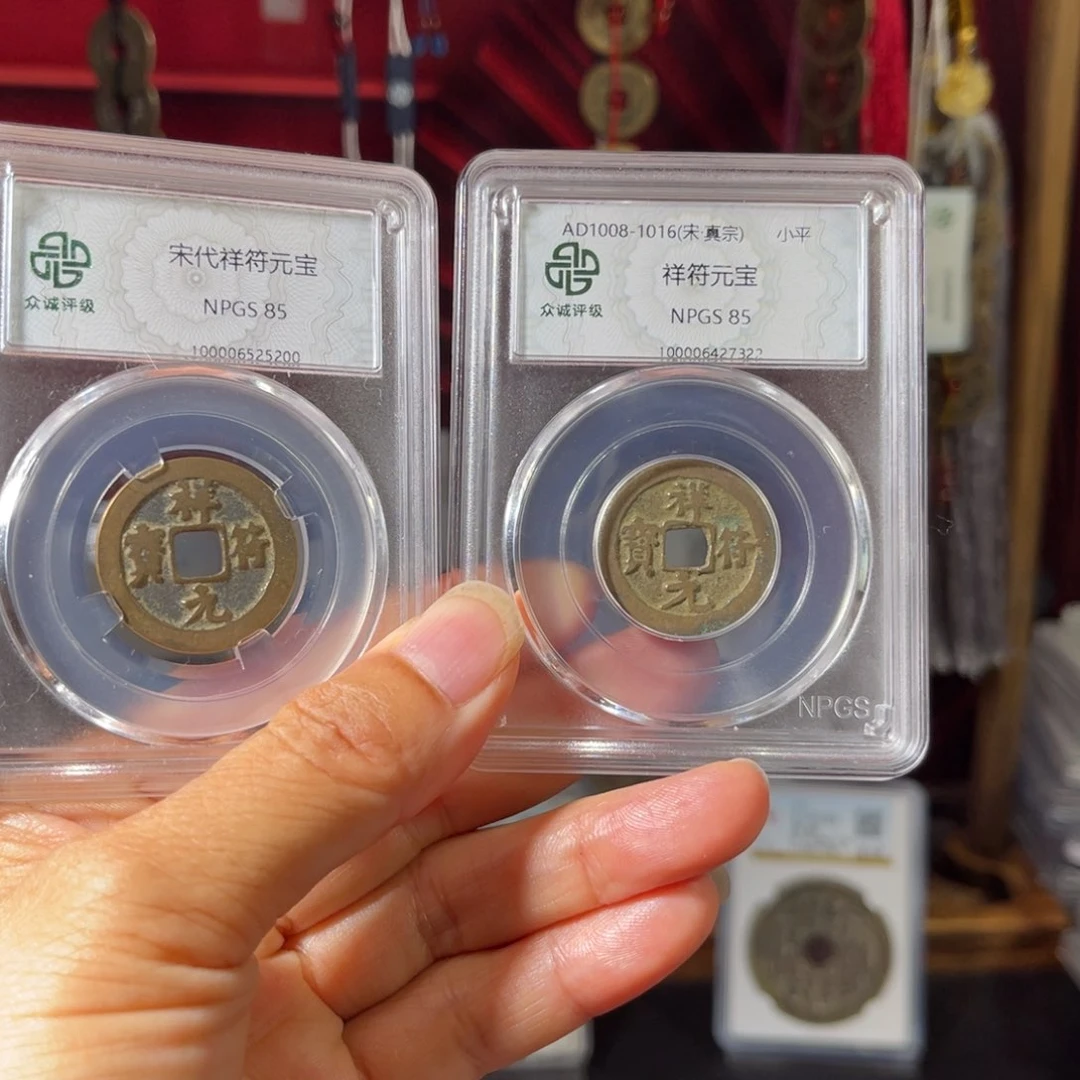 众诚评级
宋代祥符元宝
NPGS 85
100006525200
祥符元寶
AD1008-1016(宋·真宗) 小平
众诚评级
祥符元宝
NPGS 85
100006427322
祥符元寶
NPGS